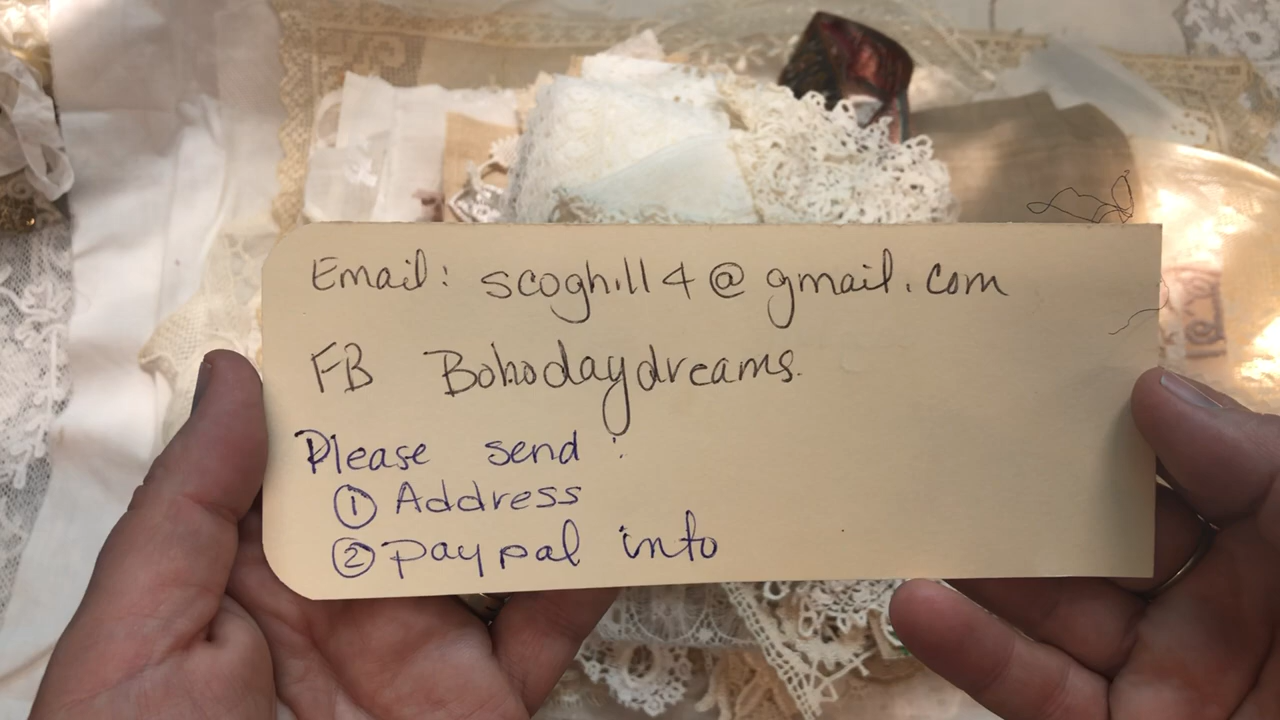 Email: scoghill4@gmail.com
FB Bohodaydreams.
Please send :
① Address
② paypal info